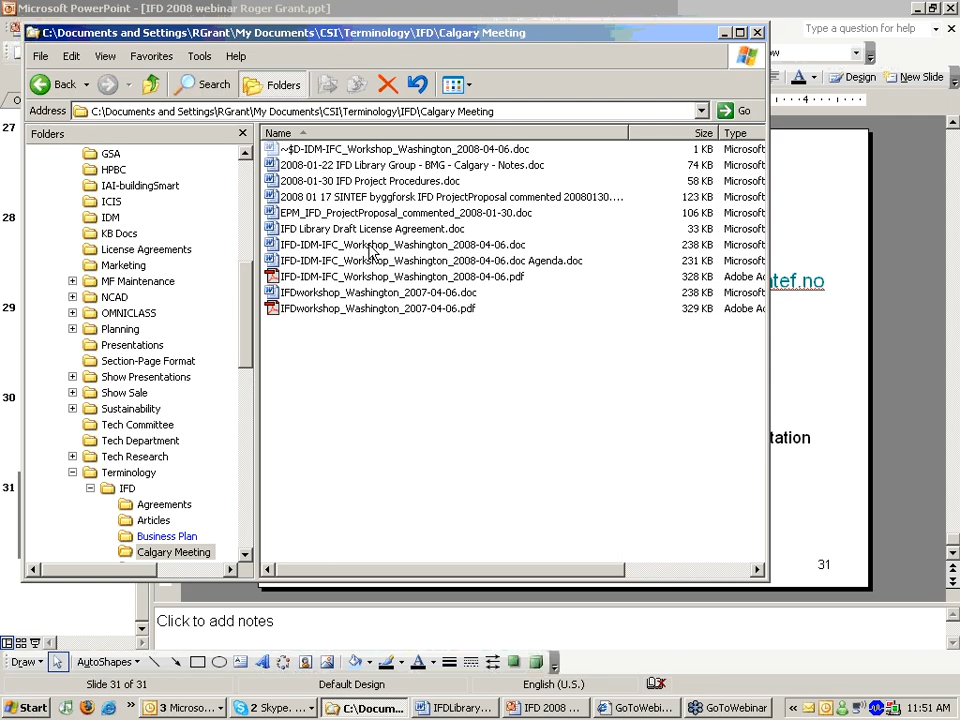 Microsoft PowerPoint - [IFD 2008 webinar Roger Grant.ppt]
C:\Documents and Settings\RGrant\My Documents\CSI\Terminology\IFD\Calgary Meeting
Type a question for help
File Edit View Favorites Tools Help
Back Search Folders
Design New Slide
Address C:\Documents and Settings\RGrant\My Documents\CSI\Terminology\IFD\Calgary Meeting Go
Folders
Name Size Type
GSA
HPBC
IAI-buildingSmart
ICIS
IDM
KB Docs
License Agreements
Marketing
MF Maintenance
NCAD
OMNICLASS
Planning
Presentations
Section-Page Format
Show Presentations
Show Sale
Sustainability
Tech Committee
Tech Department
Tech Research
Terminology
IFD
Agreements
Articles
Business Plan
Calgary Meeting
~$D-IDM-IFC_Workshop_Washington_2008-04-06.doc 1 KB Microsoft
2008-01-22 IFD Library Group - BMG - Calgary - Notes.doc 74 KB Microsoft
2008-01-30 IFD Project Procedures.doc 58 KB Microsoft
2008 01 17 SINTEF byggforsk IFD ProjectProposal commented 20080130.... 123 KB Microsoft
EPM_IFD_ProjectProposal_commented_2008-01-30.doc 106 KB Microsoft
IFD Library Draft License Agreement.doc 33 KB Microsoft
IFD-IDM-IFC_Workshop_Washington_2008-04-06.doc 238 KB Microsoft
IFD-IDM-IFC_Workshop_Washington_2008-04-06.doc Agenda.doc 231 KB Microsoft
IFD-IDM-IFC_Workshop_Washington_2008-04-06.pdf 328 KB Adobe A
IFDworkshop_Washington_2007-04-06.doc 238 KB Microsoft
IFDworkshop_Washington_2007-04-06.pdf 329 KB Adobe A
27
28
29
30
31
4
ntef.no
tation
31
Click to add notes
Draw AutoShapes
Slide 31 of 31 Default Design English (U.S.)
Start 3 Microso... 2 Skype. ... C:\Docum... IFDLibrary... IFD 2008 ... GoToWebi... GoToWebinar 11:51 AM